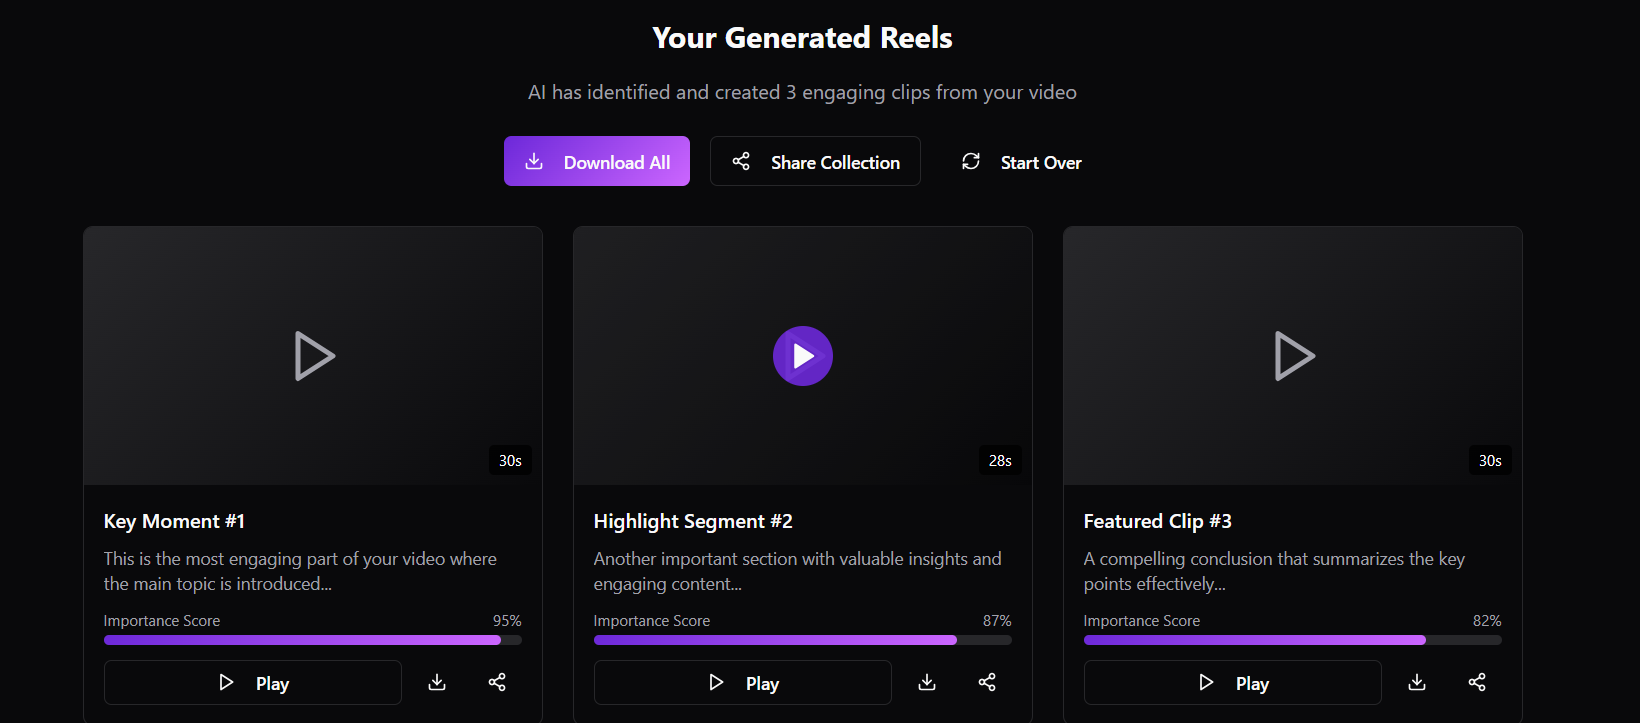 Your Generated Reels
AI has identified and created 3 engaging clips from your video
Download All
Share Collection
Start Over
30s
28s
30s
Key Moment #1
This is the most engaging part of your video where
the main topic is introduced...
Importance Score
95%
Play
Highlight Segment #2
Another important section with valuable insights and
engaging content...
Importance Score
87%
Play
Featured Clip #3
A compelling conclusion that summarizes the key
points effectively...
Importance Score
82%
Play